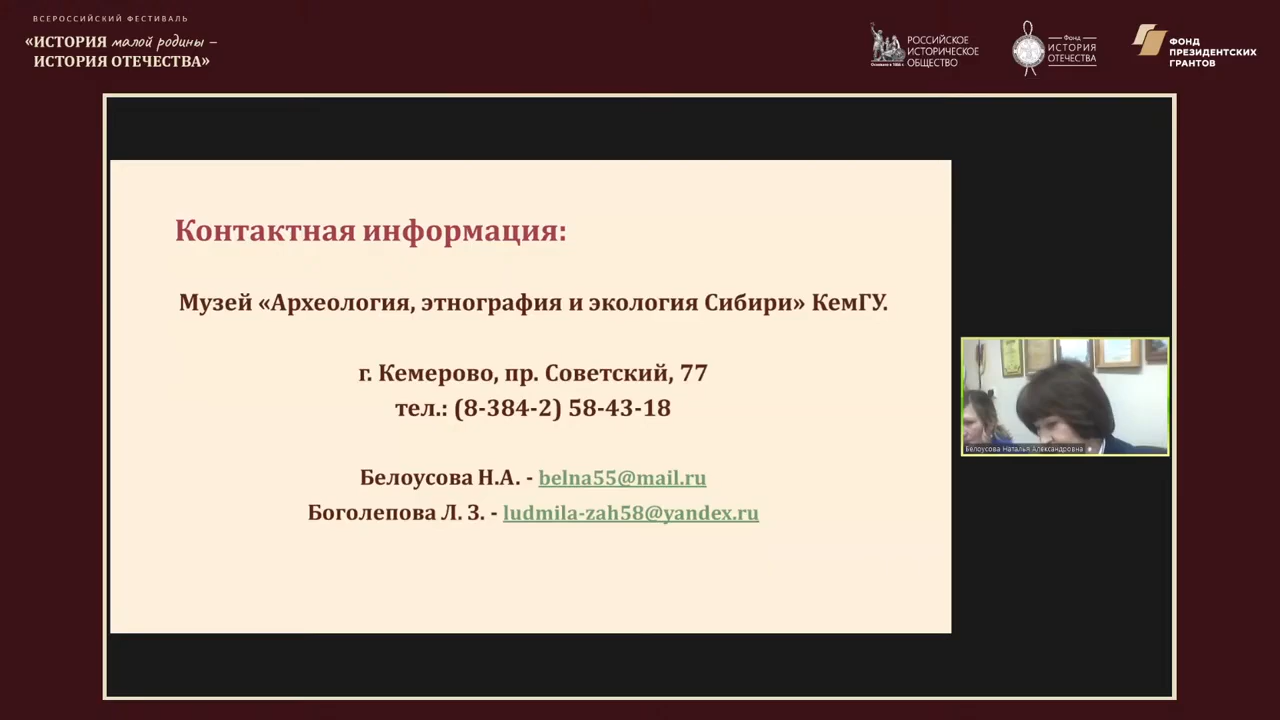 ВСЕРОССИЙСКИЙ ФЕСТИВАЛЬ
«ИСТОРИЯ малой родины –
ИСТОРИЯ ОТЕЧЕСТВА»
РОССИЙСКОЕ
ИСТОРИЧЕСКОЕ
ОБЩЕСТВО
Основано в 1866 г.
Фонд
ИСТОРИЯ
ОТЕЧЕСТВА
ФОНД
ПРЕЗИДЕНТСКИХ
ГРАНТОВ
Контактная информация:
Музей «Археология, этнография и экология Сибири» КемГУ.
г. Кемерово, пр. Советский, 77
тел.: (8-384-2) 58-43-18
Белоусова Н.А. - belna55@mail.ru
Боголепова Л. З. - ludmila-zah58@yandex.ru
Белоусова Наталья Александровна